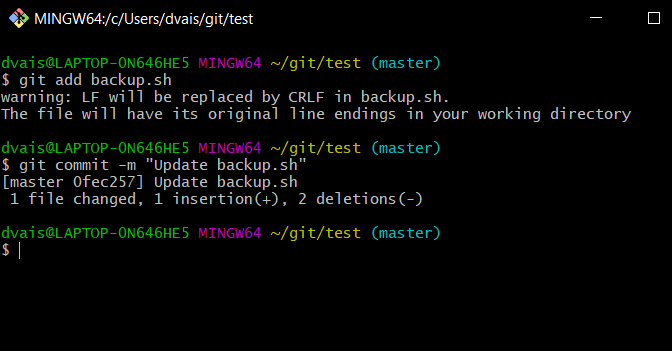 MINGW64:/c/Users/dvais/git/test
dvais@LAPTOP-0N646HE5 MINGW64 ~/git/test (master)
$ git add backup.sh
warning: LF will be replaced by CRLF in backup.sh.
The file will have its original line endings in your working directory
dvais@LAPTOP-0N646HE5 MINGW64 ~/git/test (master)
$ git commit -m "Update backup.sh"
[master 0fec257] Update backup.sh
 1 file changed, 1 insertion(+), 2 deletions(-)
dvais@LAPTOP-0N646HE5 MINGW64 ~/git/test (master)
$